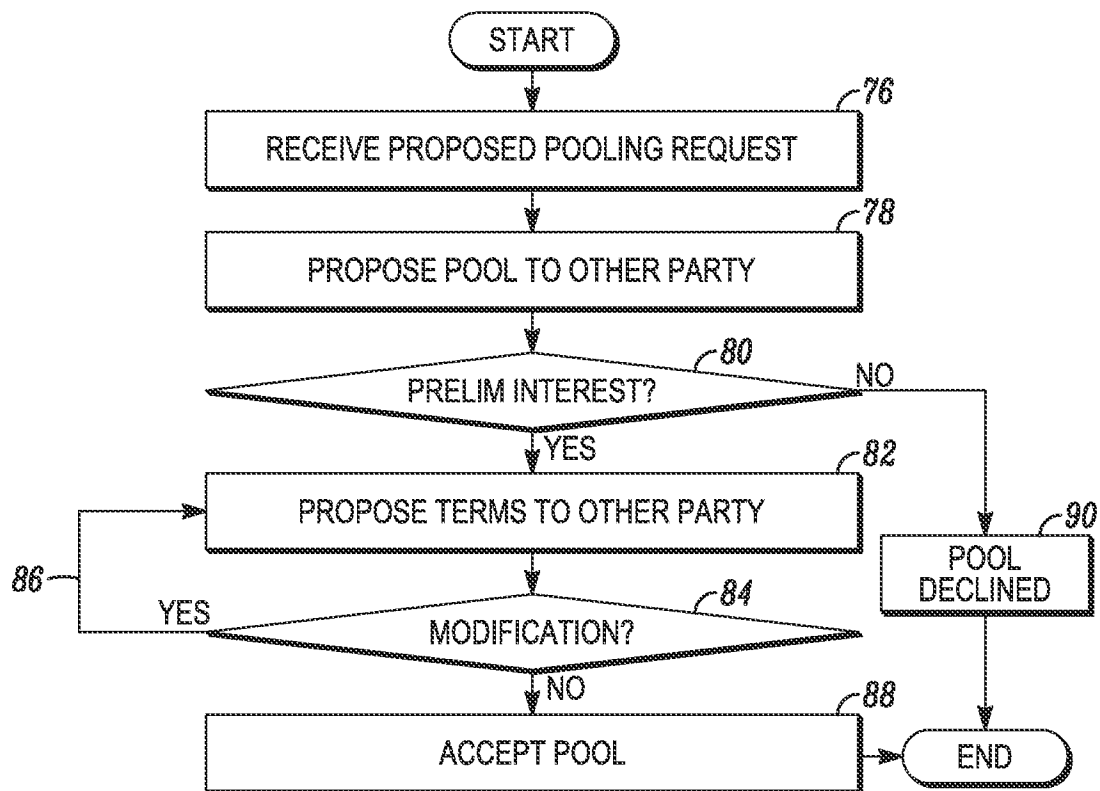 START
76
RECEIVE PROPOSED POOLING REQUEST
78
PROPOSE POOL TO OTHER PARTY
80
PRELIM INTEREST?
NO
YES
82
PROPOSE TERMS TO OTHER PARTY
90
POOL
DECLINED
86
YES
84
MODIFICATION?
NO
88
ACCEPT POOL
END